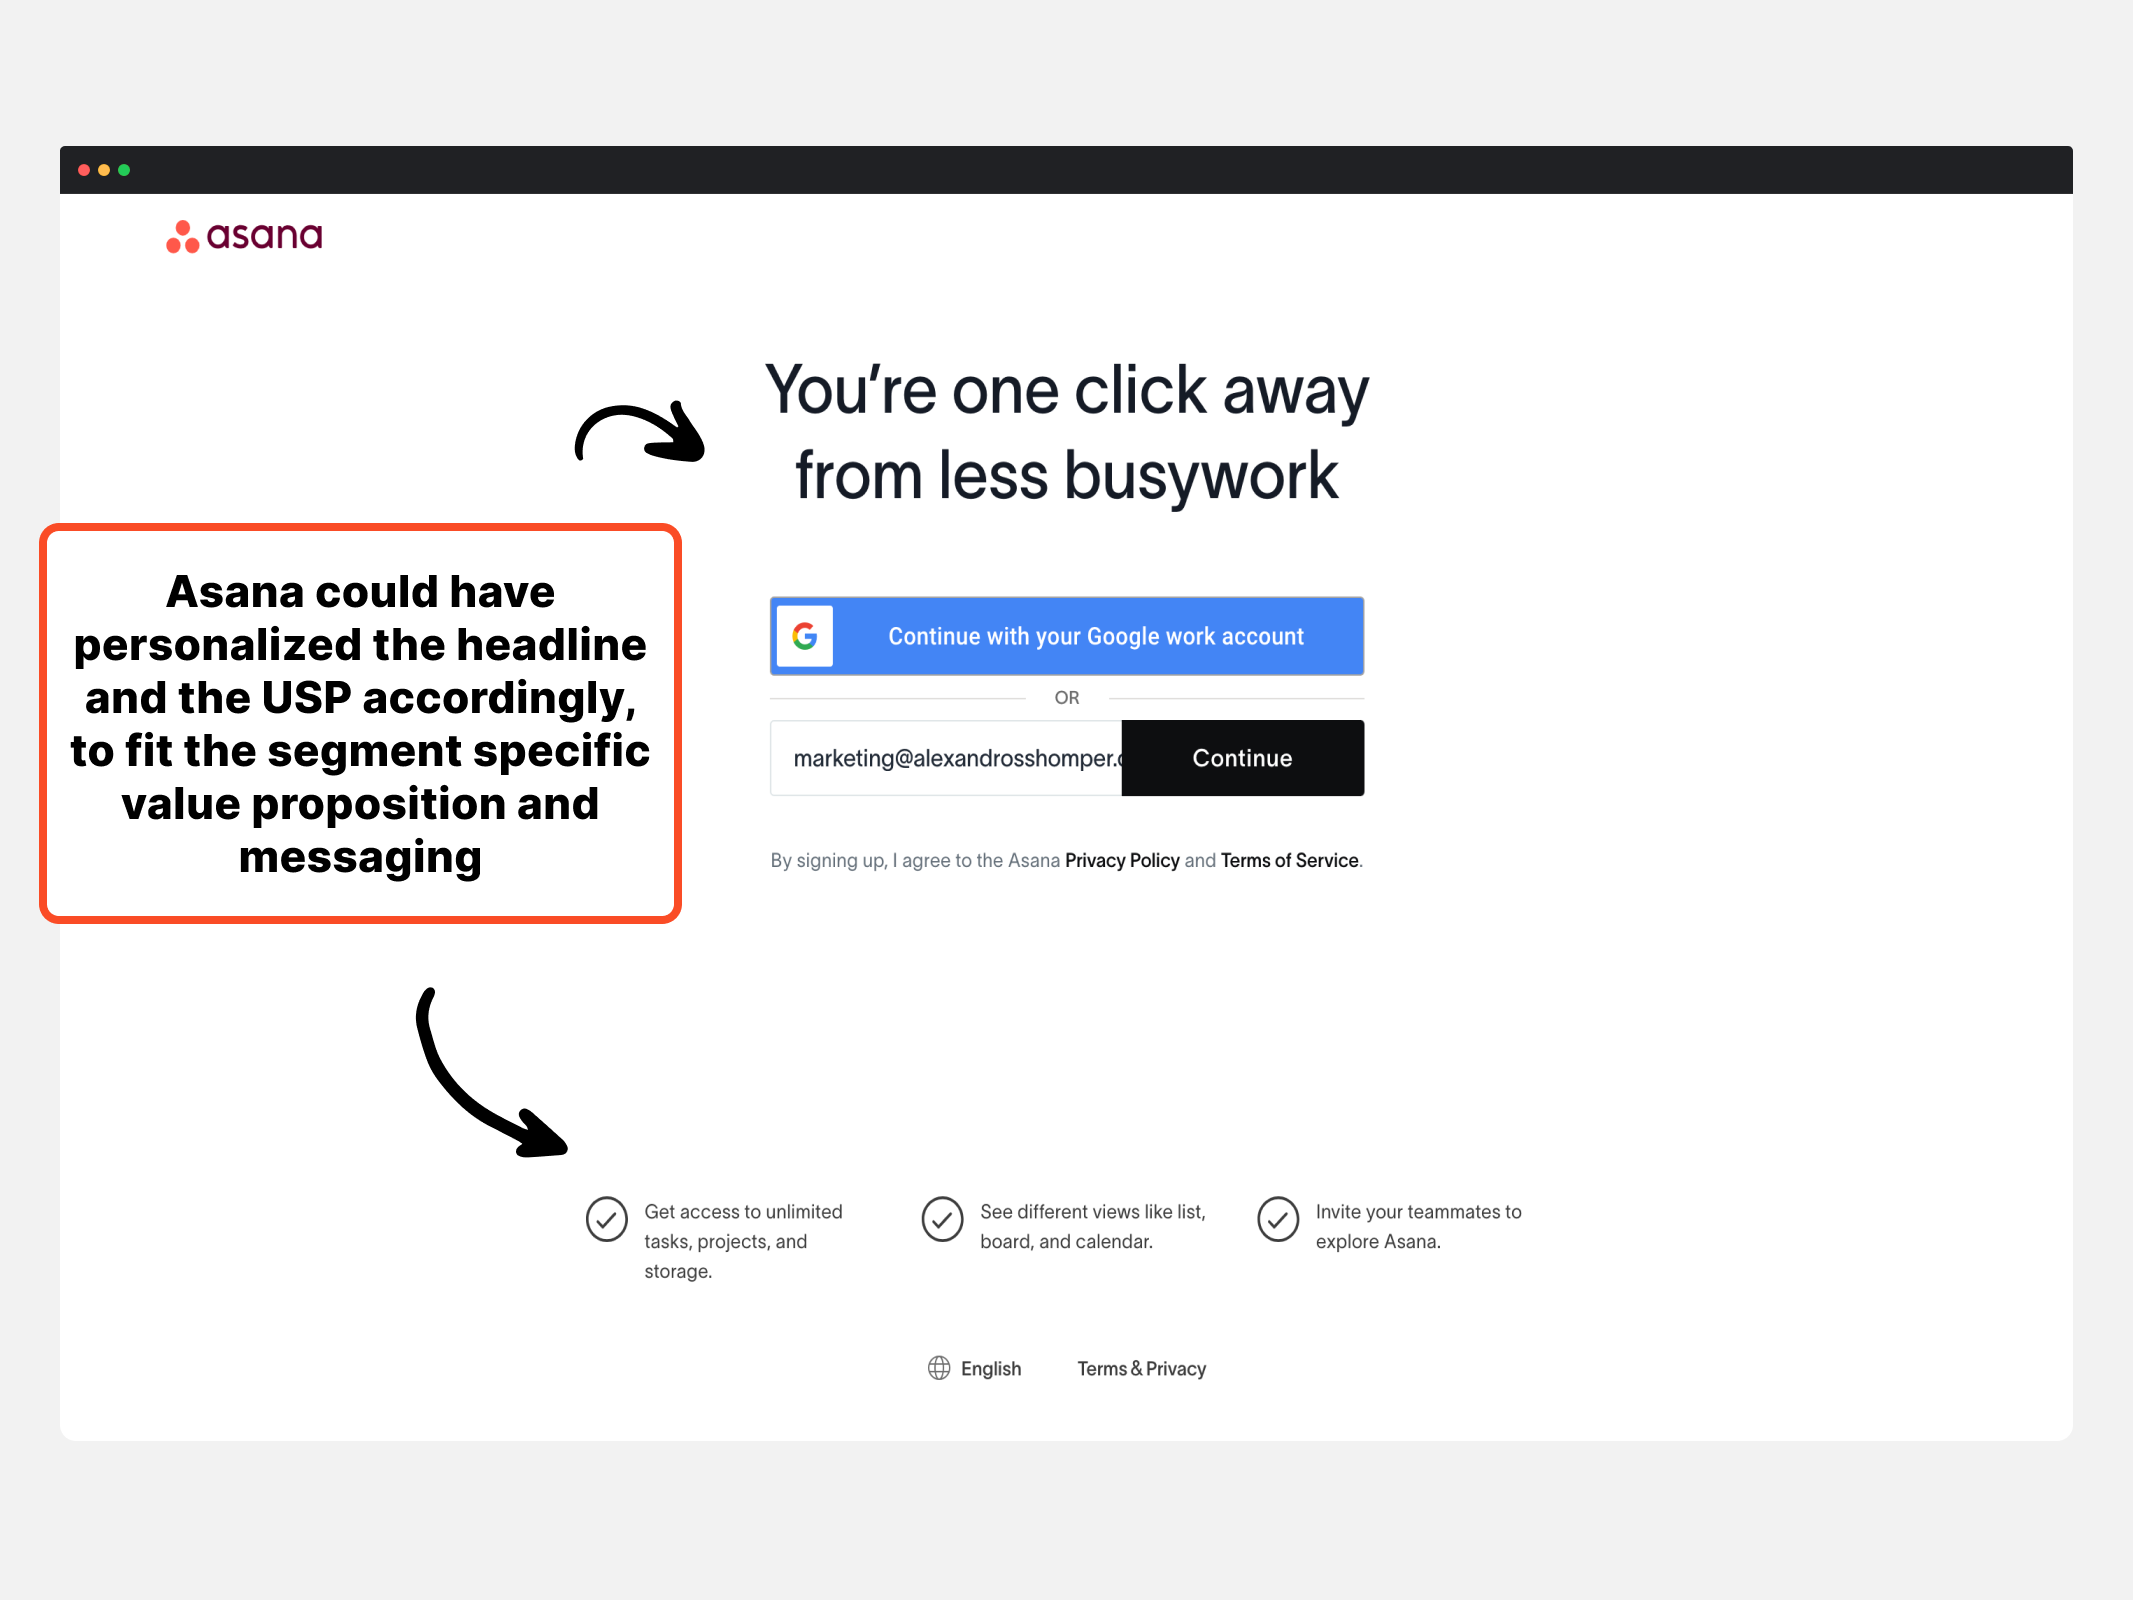 asana
You’re one click away
from less busywork
Asana could have
personalized the headline
and the USP accordingly,
to fit the segment specific
value proposition and
messaging
Continue with your Google work account
OR
marketing@alexandrosshomper.
Continue
By signing up, I agree to the Asana Privacy Policy and Terms of Service.
Get access to unlimited
tasks, projects, and
storage.
See different views like list,
board, and calendar.
Invite your teammates to
explore Asana.
English
Terms & Privacy